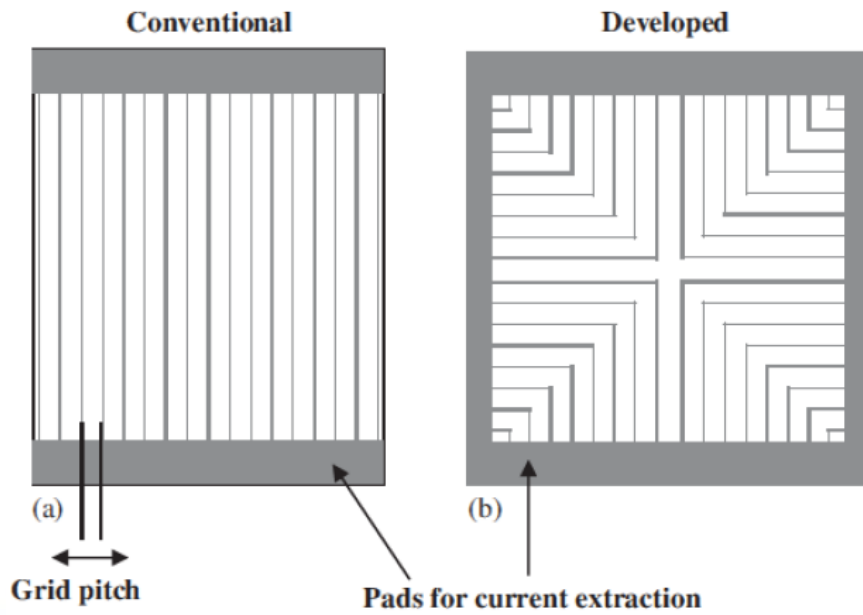 Conventional
Developed
(a)
(b)
Grid pitch
Pads for current extraction